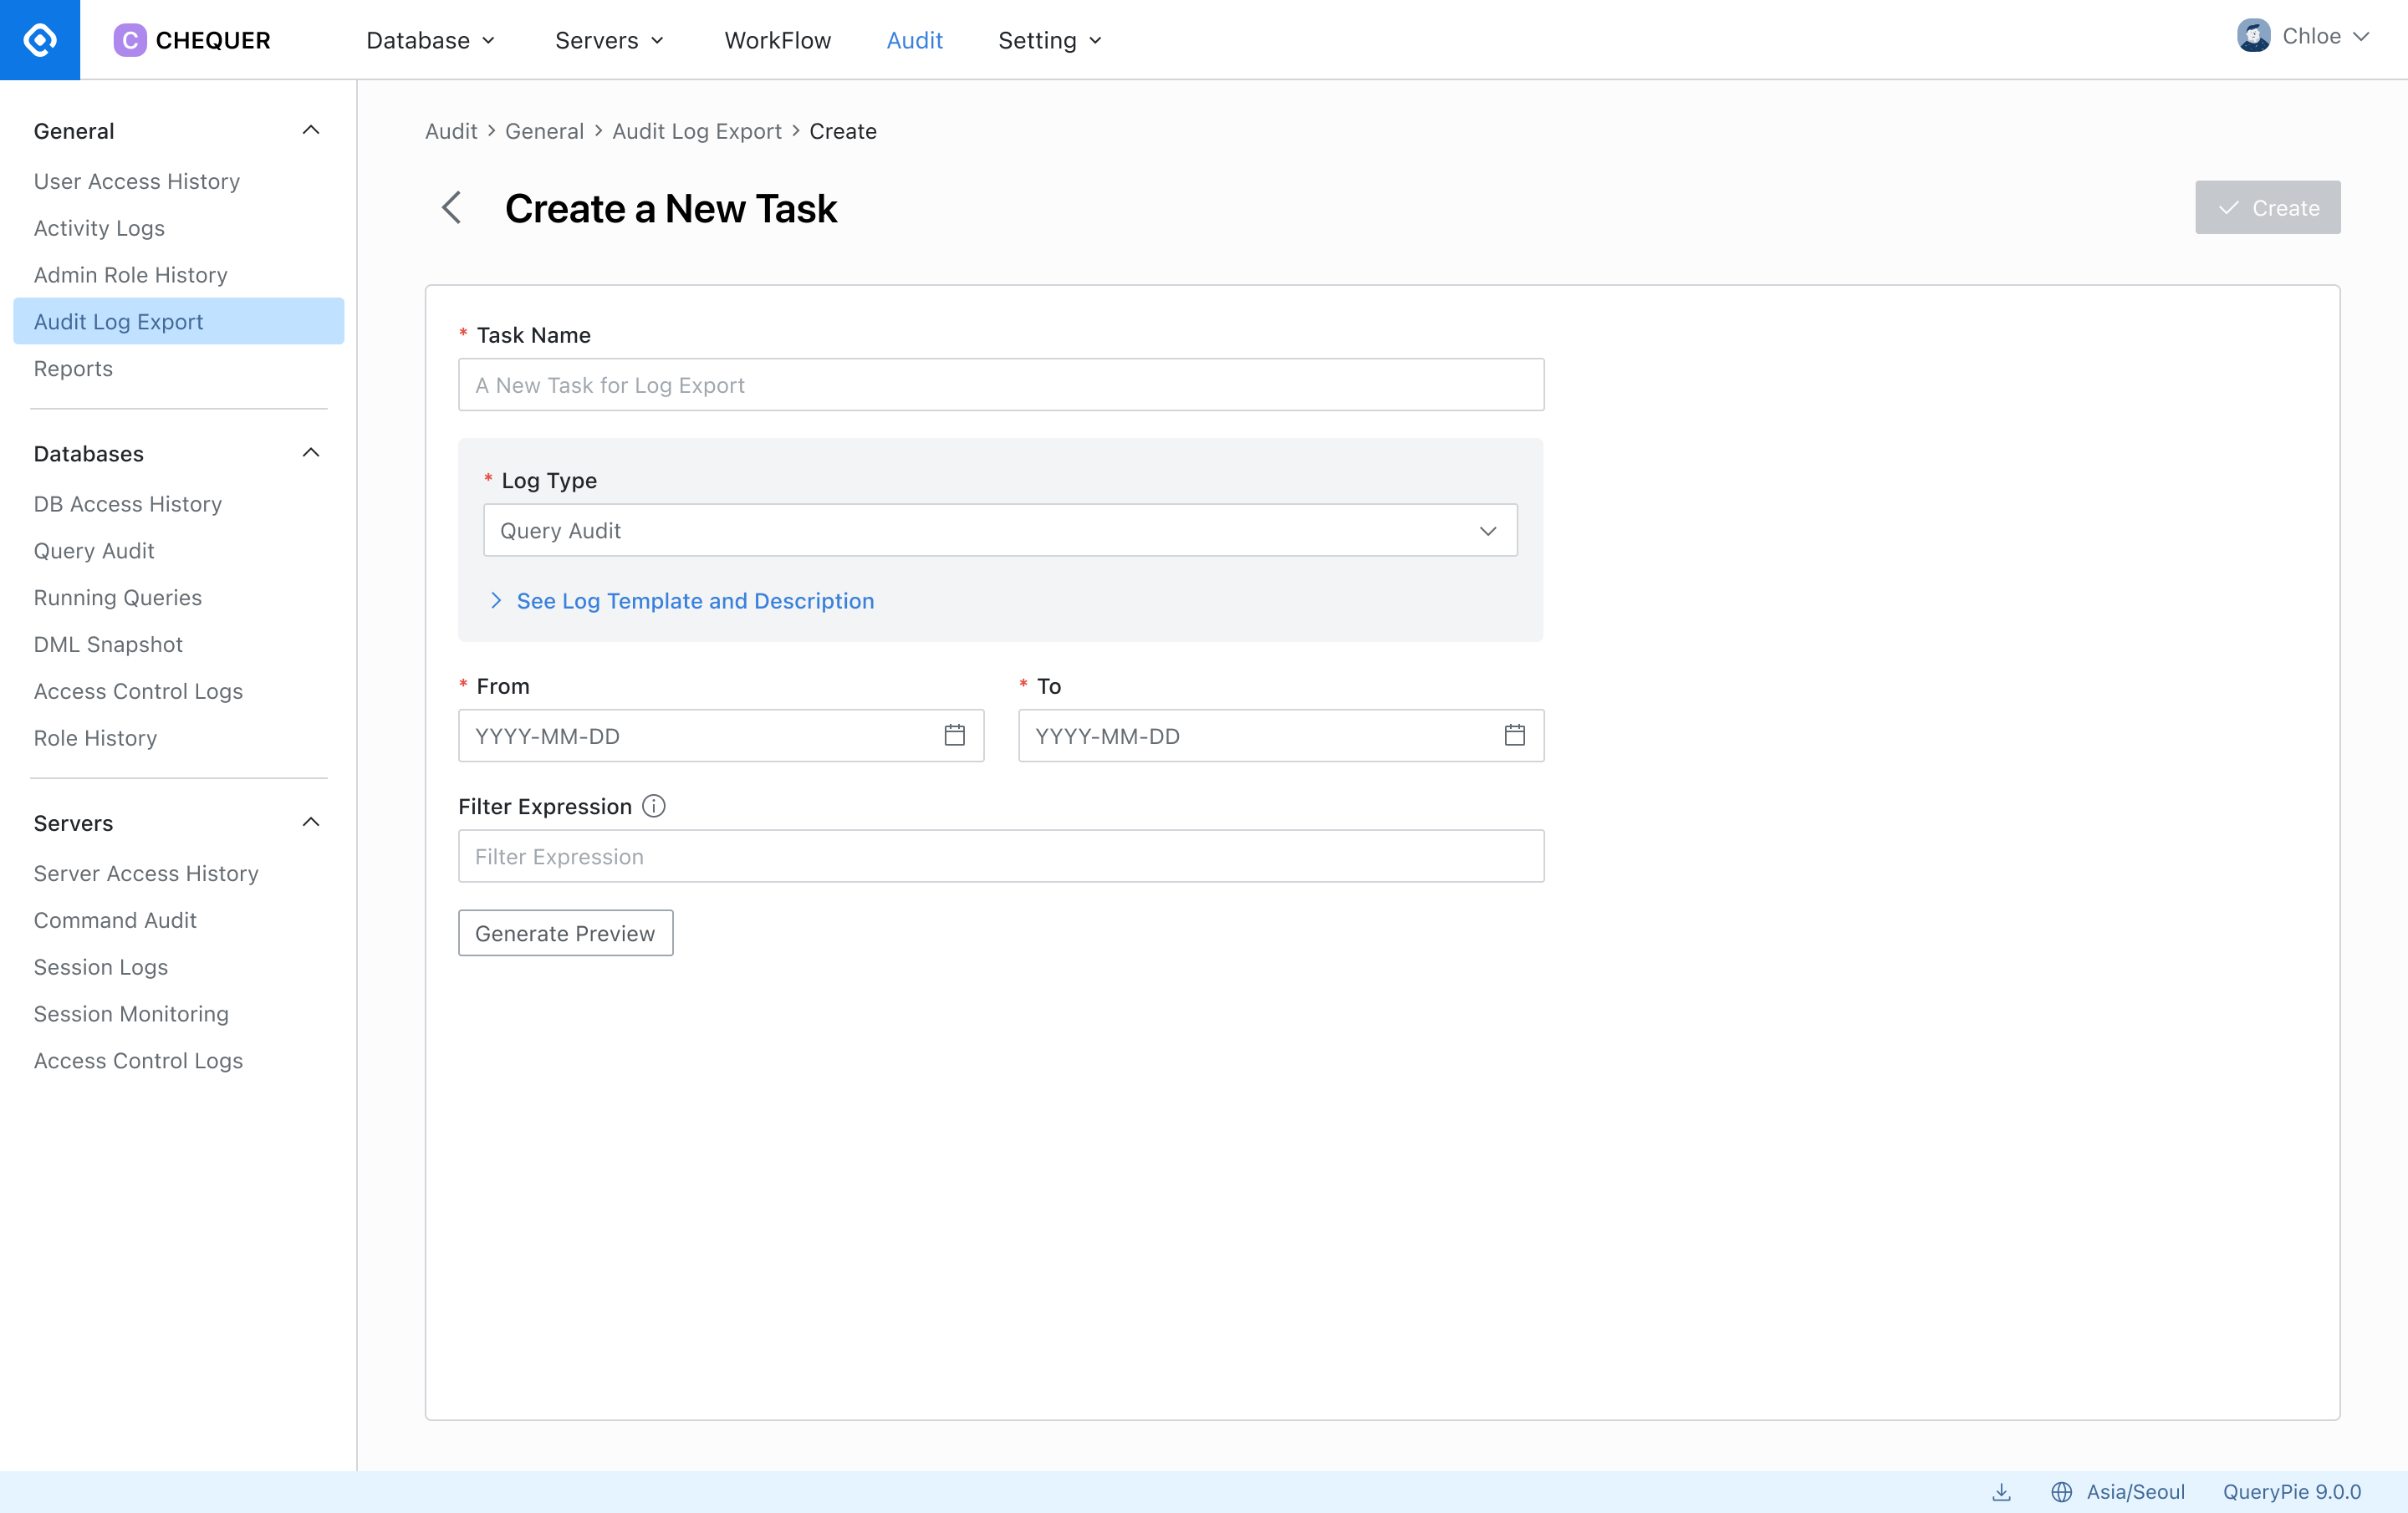 C CHEQUER
Database
Servers
WorkFlow
Audit
Setting
Chloe
General
User Access History
Activity Logs
Admin Role History
Audit Log Export
Reports
Databases
DB Access History
Query Audit
Running Queries
DML Snapshot
Access Control Logs
Role History
Servers
Server Access History
Command Audit
Session Logs
Session Monitoring
Access Control Logs
Audit > General > Audit Log Export > Create
Create a New Task
Create
* Task Name
A New Task for Log Export
* Log Type
Query Audit
See Log Template and Description
* From
YYYY-MM-DD
* To
YYYY-MM-DD
Filter Expression
Filter Expression
Generate Preview
Asia/Seoul
QueryPie 9.0.0